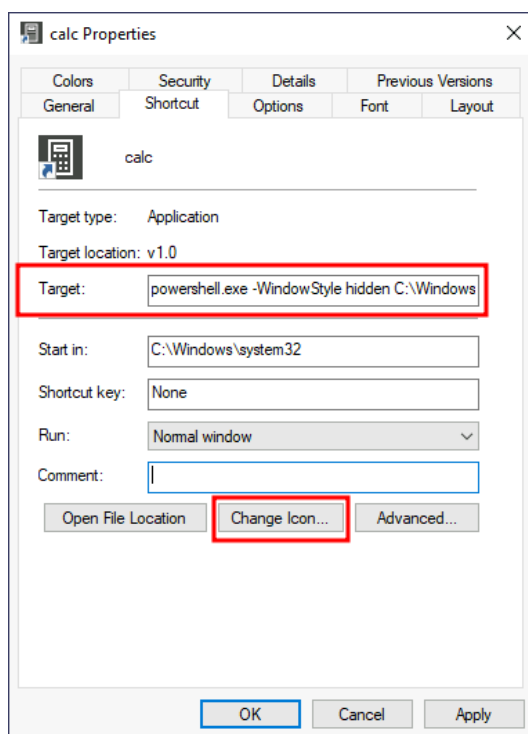 calc Properties
Colors Security Details Previous Versions
General Shortcut Options Font Layout
calc
Target type: Application
Target location: v1.0
Target: powershell.exe -WindowStyle hidden C:\Windows
Start in: C:\Windows\system32
Shortcut key: None
Run: Normal window
Comment:
Open File Location Change Icon... Advanced...
OK Cancel Apply